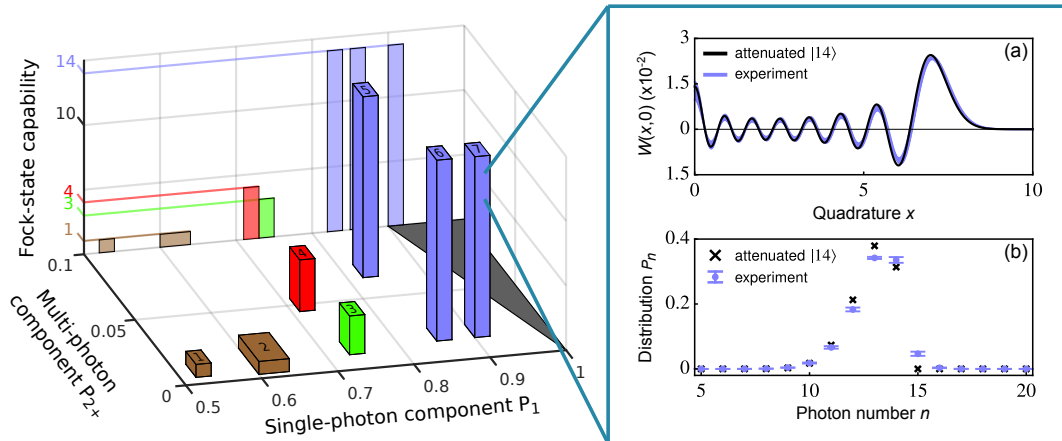 Fock-state capability
14
10
4
3
1
0.1
0.05
0
Multi-photon
component P2+
0.5
0.6
0.7
0.8
0.9
1
Single-photon component P1
1
2
3
4
5
6
7
(a)
attenuated |14⟩
experiment
W(x,0) (x10-2)
3
1.5
0
1.5
0
5
10
Quadrature x
(b)
attenuated |14⟩
experiment
Distribution Pn
0.4
0.2
0
5
10
15
20
Photon number n